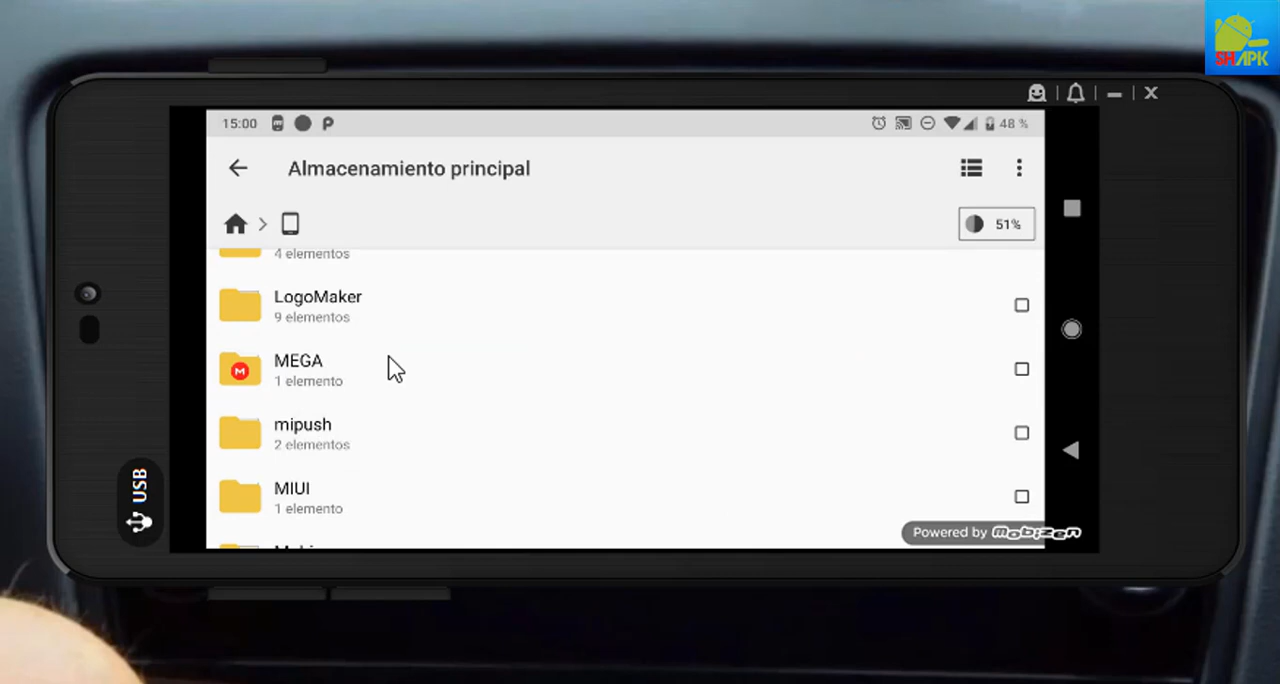 SHAPK
15:00 P 48 %
Almacenamiento principal
51%
4 elementos
LogoMaker
9 elementos
MEGA
1 elemento
mipush
2 elementos
MIUI
1 elemento
Powered by mobizen
USB